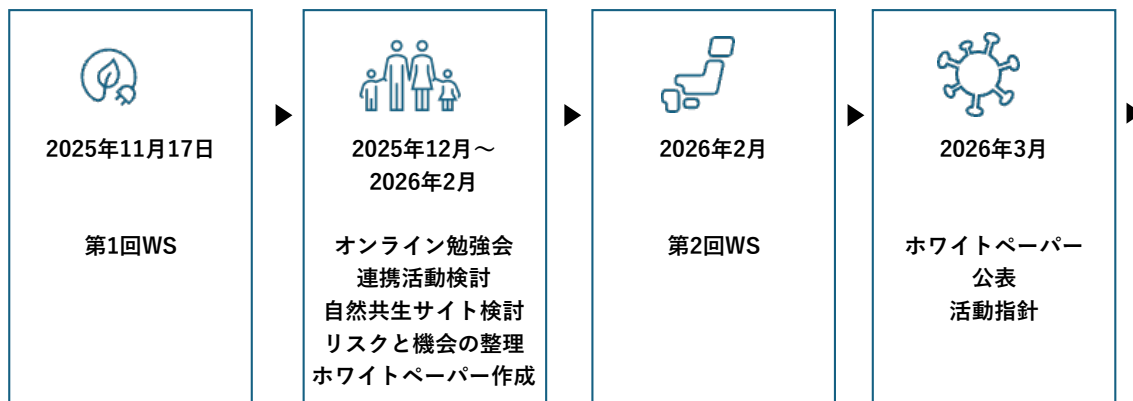 2025年11月17日
第1回WS
2025年12月～
2026年2月
オンライン勉強会
連携活動検討
自然共生サイト検討
リスクと機会の整理
ホワイトペーパー作成
2026年2月
第2回WS
2026年3月
ホワイトペーパー
公表
活動指針